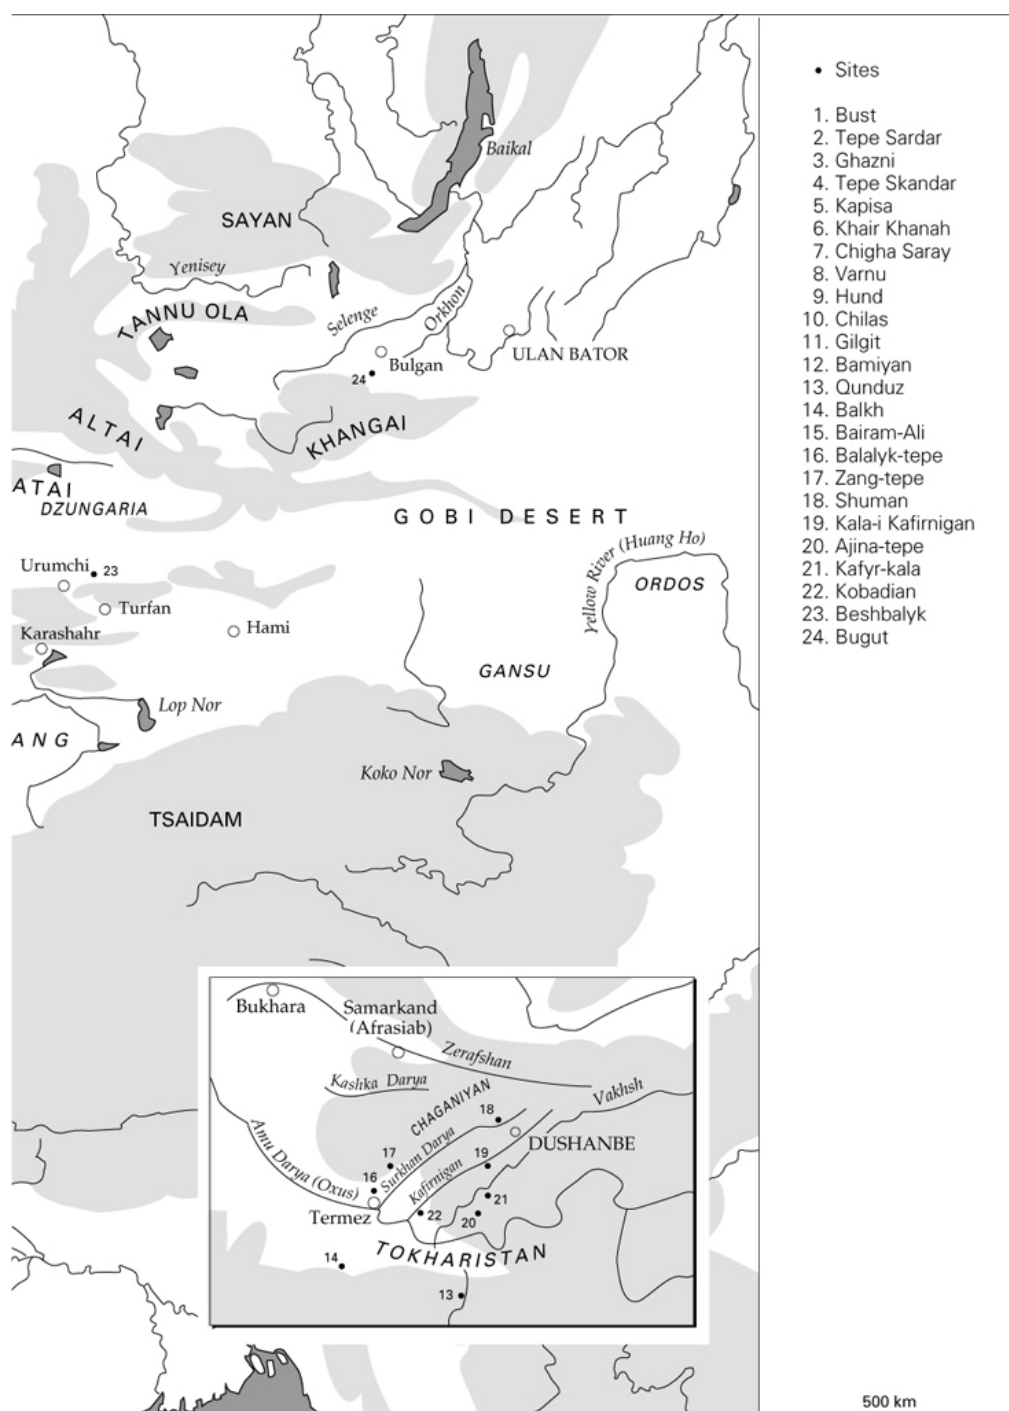 Baikal
SAYAN
Yenisey
TANNU OLA
Selenge
Orkhon
ULAN BATOR
Bulgan
24
ALTAI
KHANGAI
ATAI
DZUNGARIA
GOBI DESERT
Yellow River (Huang Ho)
ORDOS
Urumchi
23
Turfan
Karashahr
Hami
GANSU
Lop Nor
ANG
Koko Nor
TSAIDAM
Bukhara
Samarkand
(Afrasiab)
Zerafshan
Kashka Darya
Vakhsh
CHAGANIYAN
18
DUSHANBE
Amu Darya (Oxus)
17
Surkhan Darya
19
16
Kafirnigan
21
Termez
22
20
TOKHARISTAN
14
13
• Sites
1. Bust
2. Tepe Sardar
3. Ghazni
4. Tepe Skandar
5. Kapisa
6. Khair Khanah
7. Chigha Saray
8. Varnu
9. Hund
10. Chilas
11. Gilgit
12. Bamiyan
13. Qunduz
14. Balkh
15. Bairam-Ali
16. Balalyk-tepe
17. Zang-tepe
18. Shuman
19. Kala-i Kafirnigan
20. Ajina-tepe
21. Kafyr-kala
22. Kobadian
23. Beshbalyk
24. Bugut
500 km